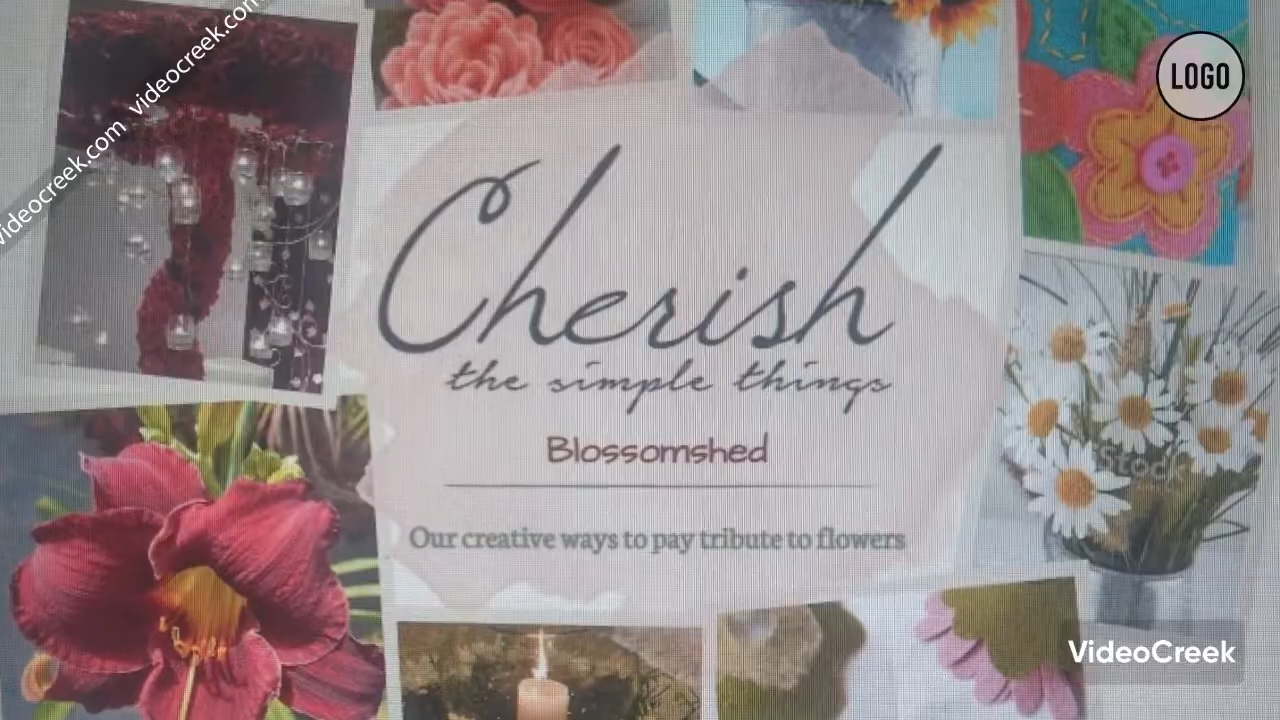 videocreek.com videocreek.com
LOGO
Cherish
the simple things
Blossomshed
Our creative ways to pay tribute to flowers
Stock
VideoCreek